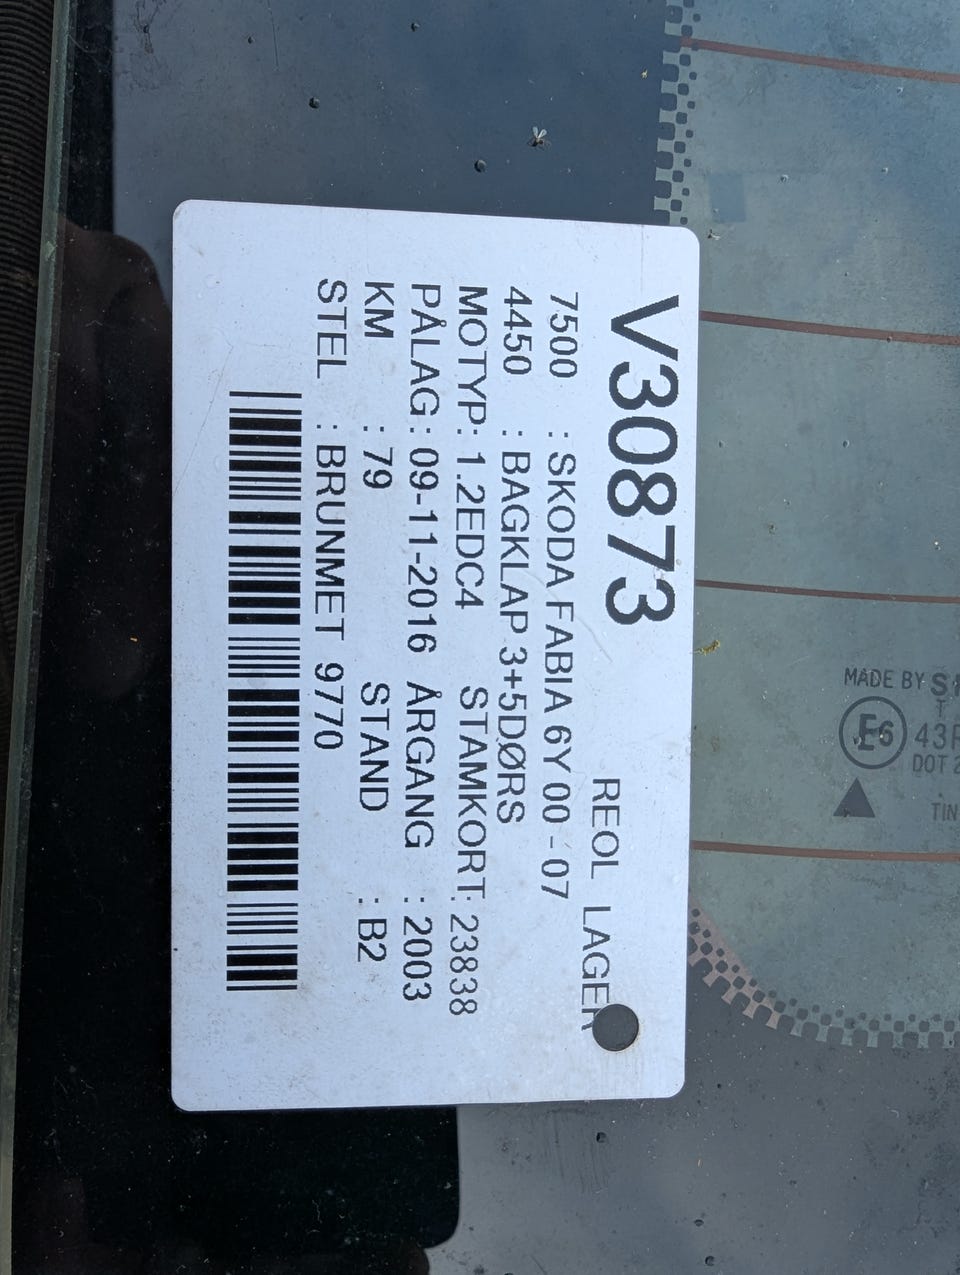 V30873
REOL LAGER
7500 : SKODA FABIA 6Y 00 - 07
4450 : BAGKLAP 3+5DØRS
MOTYP: 1.2EDC4 STAMKORT: 23838
PÅLAG: 09-11-2016 ÅRGANG : 2003
KM : 79 STAND : B2
STEL : BRUNMET 9770
MADE BY
E6
DOT